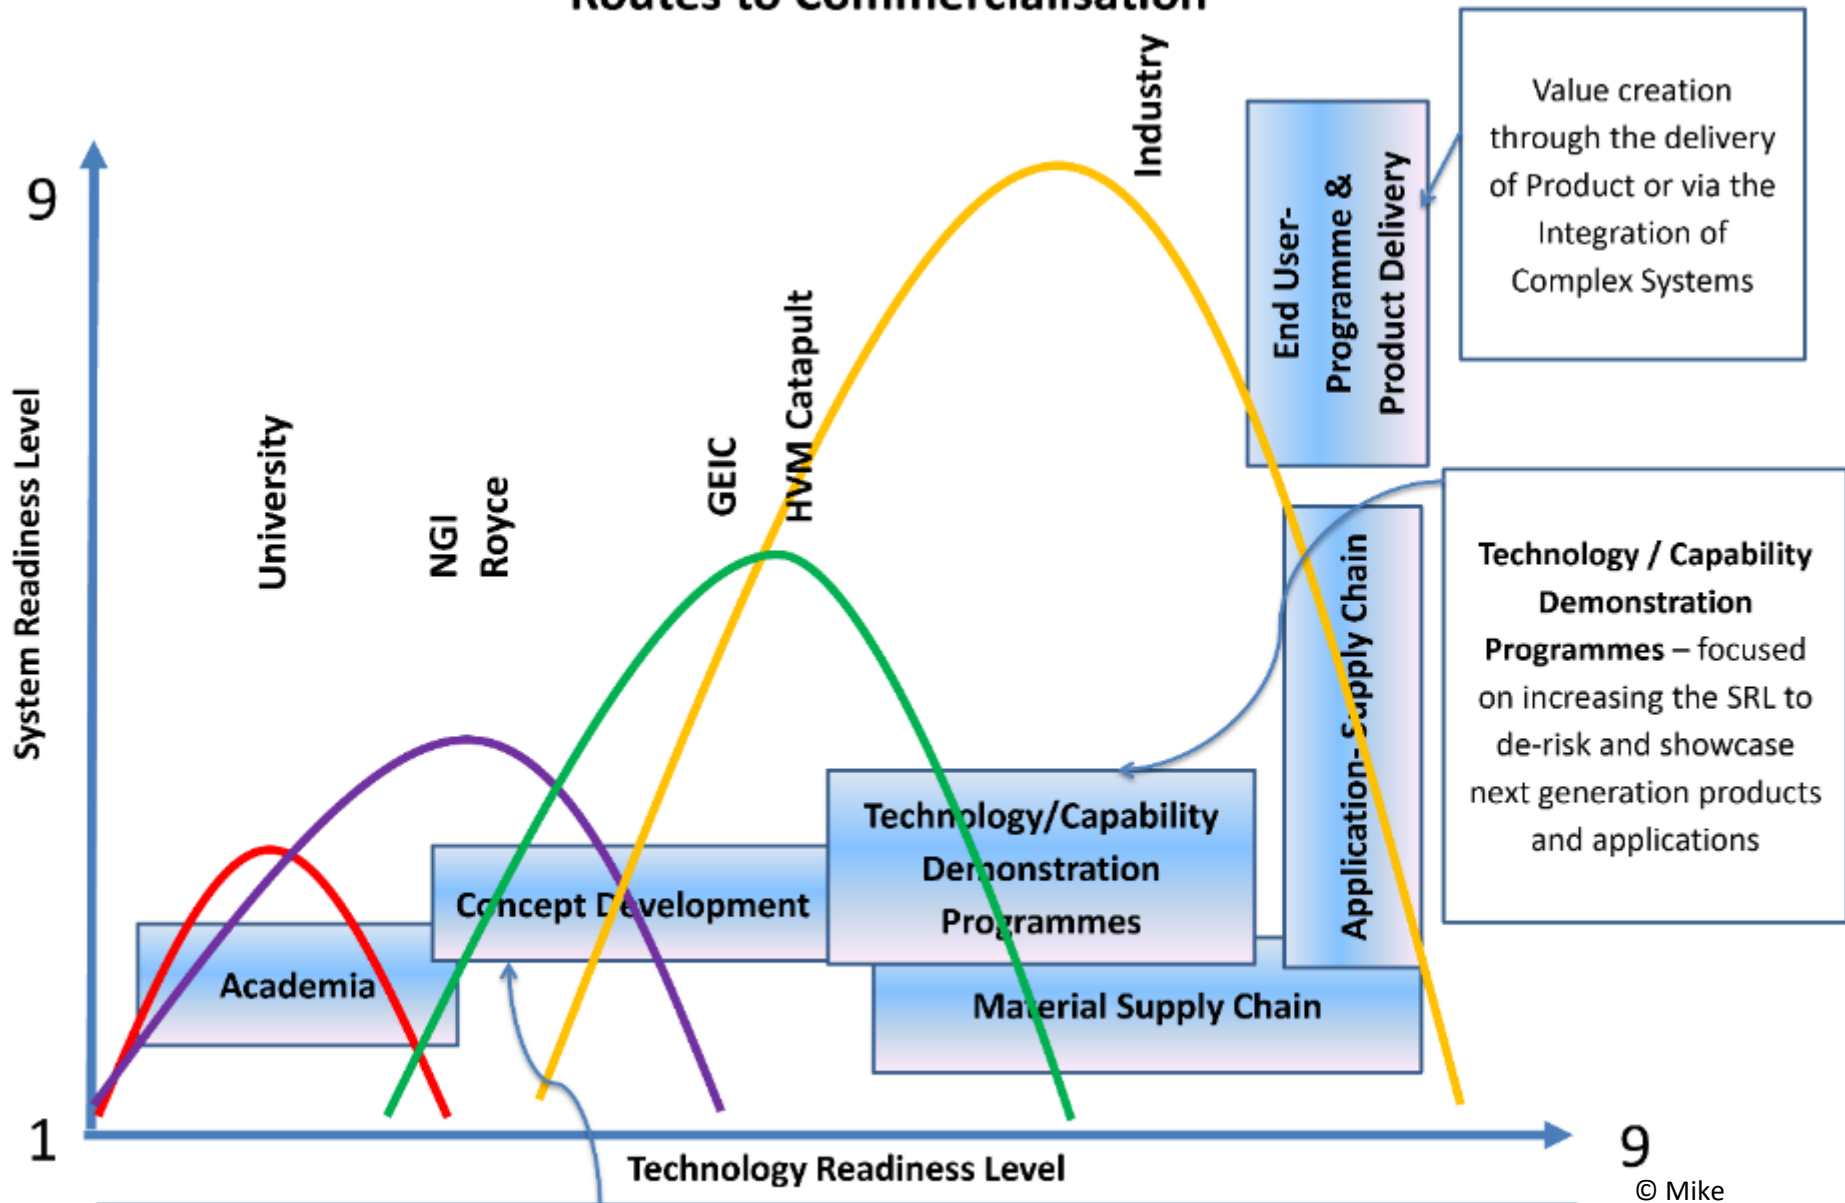 Routes to Commercialisation
9
System Readiness Level
1
University
NGI
Royce
GEIC
HVM Catapult
Industry
End User-
Programme &
Product Delivery
Value creation
through the delivery
of Product or via the
Integration of
Complex Systems
Application- Supply Chain
Technology / Capability
Demonstration
Programmes – focused
on increasing the SRL to
de-risk and showcase
next generation products
and applications
Technology/Capability
Demonstration
Programmes
Concept Development
Academia
Material Supply Chain
Technology Readiness Level
9
© Mike